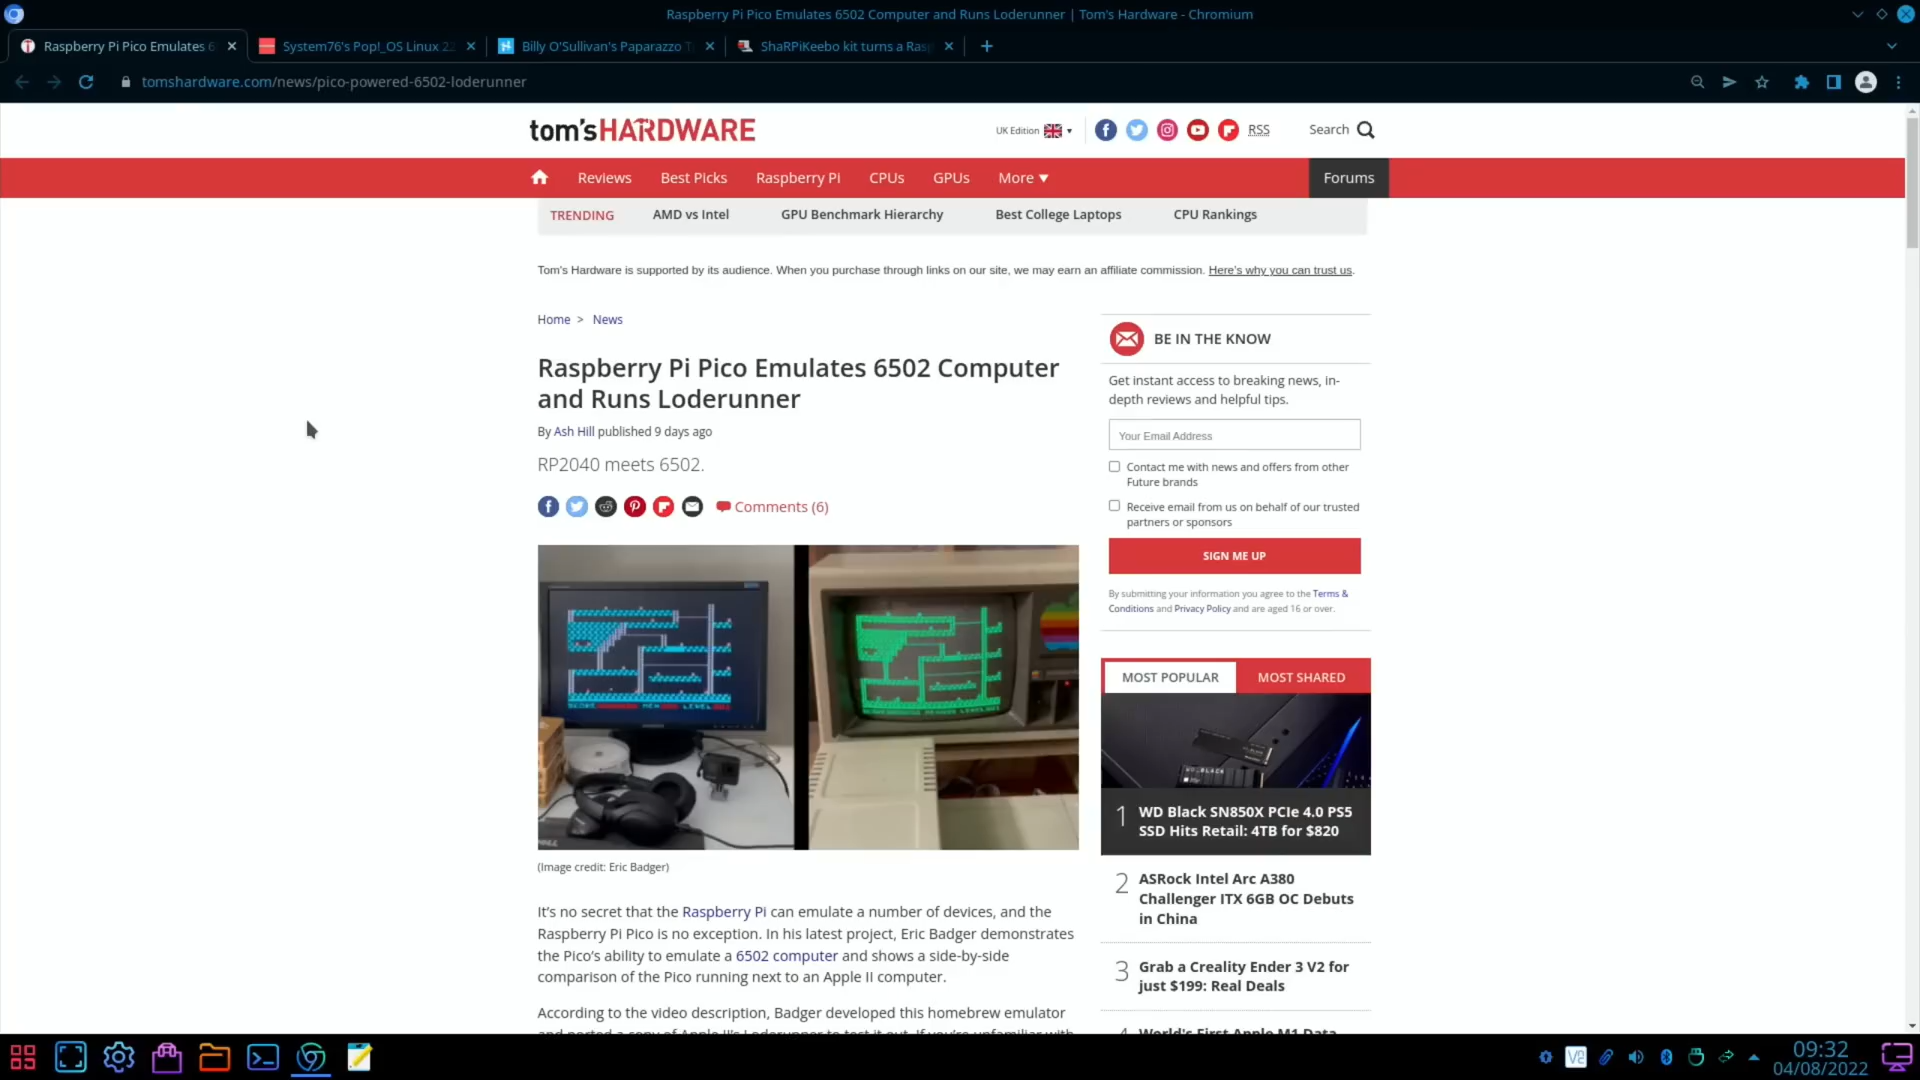 Raspberry Pi Pico Emulates 6502 Computer and Runs Loderunner | Tom's Hardware - Chromium
Raspberry Pi Pico Emulates 6
System76's Pop!_OS Linux 22
Billy O'Sullivan's Paparazzo T
ShaRPiKeebo kit turns a Rasp
tomshardware.com/news/pico-powered-6502-loderunner
tom'sHARDWARE
UK Edition
RSS
Search
Reviews
Best Picks
Raspberry Pi
CPUs
GPUs
More
Forums
TRENDING
AMD vs Intel
GPU Benchmark Hierarchy
Best College Laptops
CPU Rankings
Tom's Hardware is supported by its audience. When you purchase through links on our site, we may earn an affiliate commission. Here's why you can trust us.
Home > News
Raspberry Pi Pico Emulates 6502 Computer
and Runs Loderunner
By Ash Hill published 9 days ago
RP2040 meets 6502.
Comments (6)
(Image credit: Eric Badger)
It's no secret that the Raspberry Pi can emulate a number of devices, and the
Raspberry Pi Pico is no exception. In his latest project, Eric Badger demonstrates
the Pico's ability to emulate a 6502 computer and shows a side-by-side
comparison of the Pico running next to an Apple II computer.
According to the video description, Badger developed this homebrew emulator
and ported a copy of Apple II's Loderunner to test it out. If you're unfamiliar with
BE IN THE KNOW
Get instant access to breaking news, in-
depth reviews and helpful tips.
Your Email Address
Contact me with news and offers from other
Future brands
Receive email from us on behalf of our trusted
partners or sponsors
SIGN ME UP
By submitting your information you agree to the Terms &
Conditions and Privacy Policy and are aged 16 or over.
MOST POPULAR
MOST SHARED
1 WD Black SN850X PCIe 4.0 PS5
SSD Hits Retail: 4TB for $820
2 ASRock Intel Arc A380
Challenger ITX 6GB OC Debuts
in China
3 Grab a Creality Ender 3 V2 for
just $199: Real Deals
4 World's First Apple M1 Data
09:32
04/08/2022